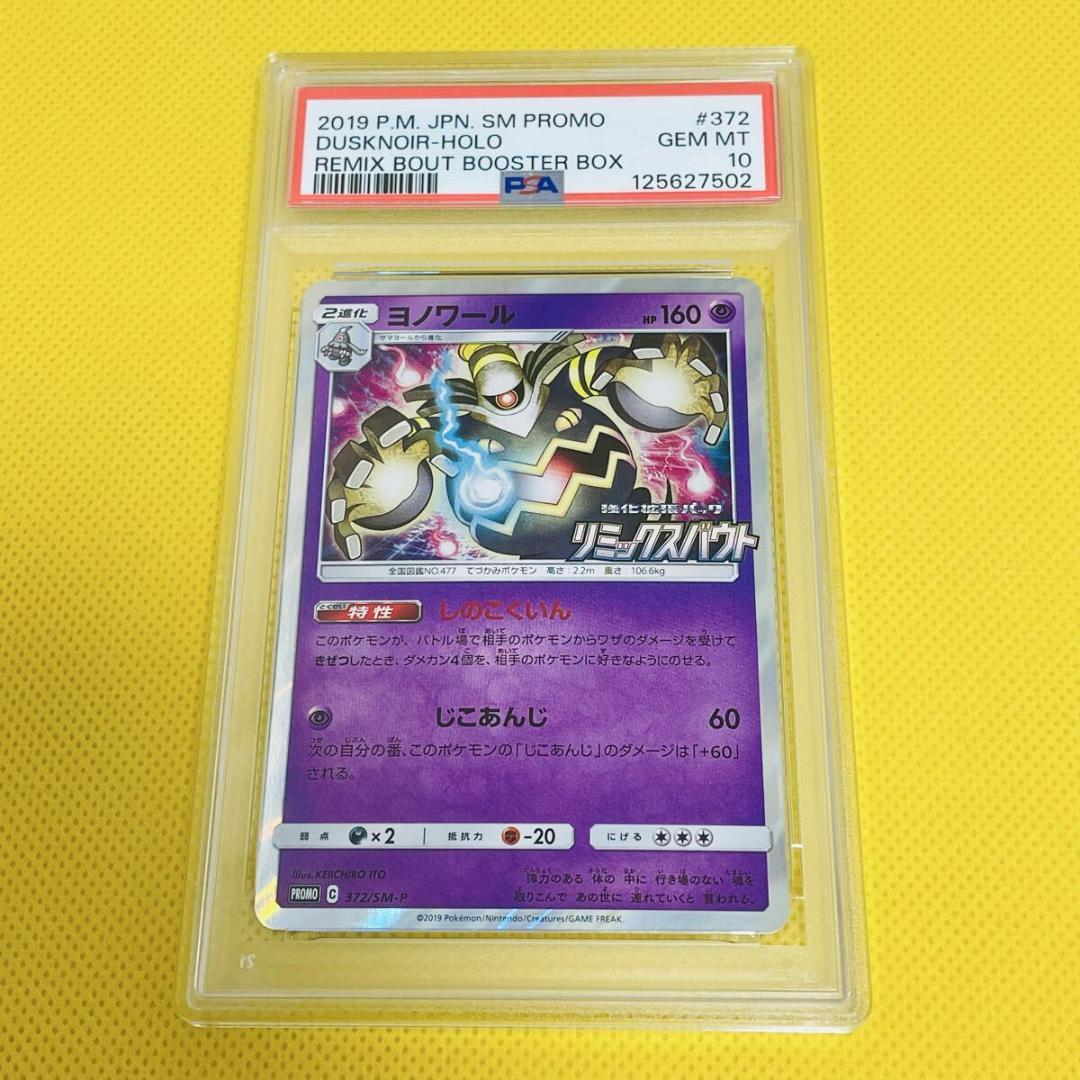 2019 P.M. JPN. SM PROMO #372
DUSKNOIR-HOLO GEM MT
REMIX BOUT BOOSTER BOX 10
PSA 125627502
2進化 ヨノワール HP160
サマヨールから進化
強化拡張パック
リミックスバウト
全国図鑑NO.477 てづかみポケモン 高さ:2.2m 重さ:106.6kg
とくせい
特性 しのこくいん
このポケモンが、バトル場で相手のポケモンからワザのダメージを受けて
きぜつしたとき、ダメカン4個を、相手のポケモンに好きなようにのせる。
じこあんじ 60
次の自分の番、このポケモンの「じこあんじ」のダメージは「+60」
される。
弱点 ×2 抵抗力 -20 にげる
Illus.KEIICHIRO ITO
弾力のある 体の 中に 行き場のない 魂を
取りこんで あの世に 連れていくと 言われる。
PROMO C 372/SM-P
©2019 Pokémon/Nintendo/Creatures/GAME FREAK.